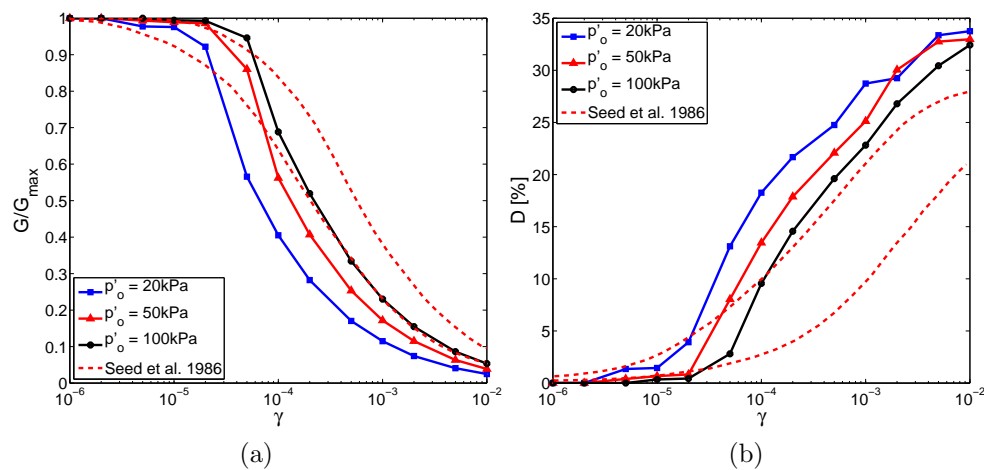 1
0.9
0.8
0.7
0.6
0.5
0.4
0.3
0.2
0.1
0
G/G_max
p'_o = 20kPa
p'_o = 50kPa
p'_o = 100kPa
Seed et al. 1986
10^-6
10^-5
10^-4
10^-3
10^-2
γ
(a)
35
30
25
20
15
10
5
0
D [%]
p'_o = 20kPa
p'_o = 50kPa
p'_o = 100kPa
Seed et al. 1986
10^-6
10^-5
10^-4
10^-3
10^-2
γ
(b)